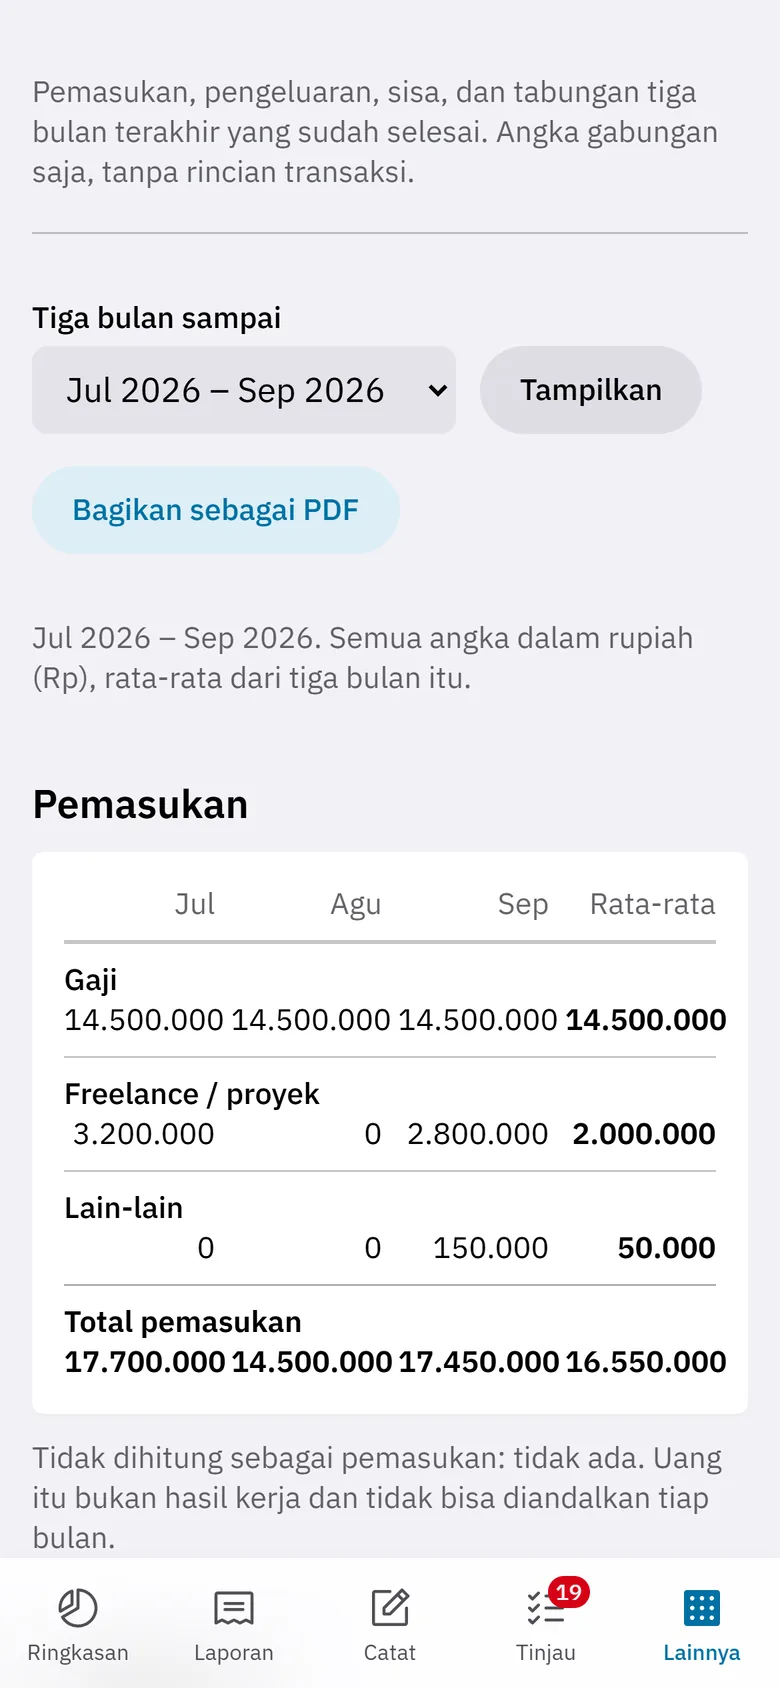 Pemasukan, pengeluaran, sisa, dan tabungan tiga
bulan terakhir yang sudah selesai. Angka gabungan
saja, tanpa rincian transaksi.
Tiga bulan sampai
Jul 2026 – Sep 2026
Tampilkan
Bagikan sebagai PDF
Jul 2026 – Sep 2026. Semua angka dalam rupiah
(Rp), rata-rata dari tiga bulan itu.
Pemasukan
Jul Agu Sep Rata-rata
Gaji
14.500.000 14.500.000 14.500.000 14.500.000
Freelance / proyek
3.200.000 0 2.800.000 2.000.000
Lain-lain
0 0 150.000 50.000
Total pemasukan
17.700.000 14.500.000 17.450.000 16.550.000
Tidak dihitung sebagai pemasukan: tidak ada. Uang
itu bukan hasil kerja dan tidak bisa diandalkan tiap
bulan.
19
Ringkasan Laporan Catat Tinjau Lainnya